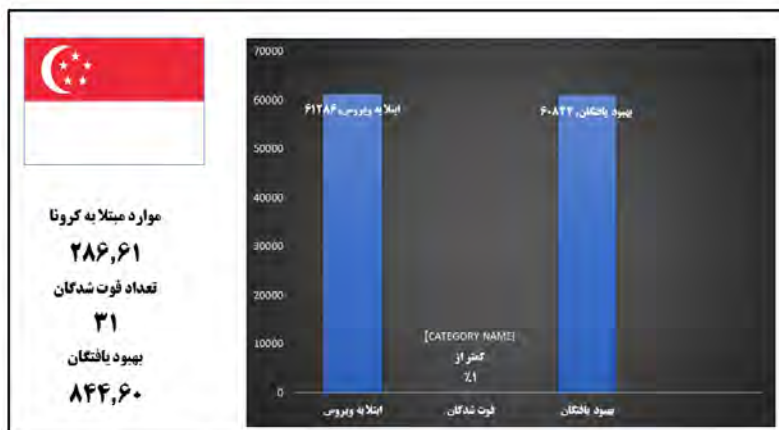 موارد مبتلا به کرونا
۲۸۶,۶۱
تعداد فوت شدگان
۳۱
بهبود یافتگان
۸۴۴,۶۰
70000
60000
50000
40000
30000
20000
10000
0
ابتلا به ویروس, ۶۱۲۸۶
[CATEGORY NAME]
کمتر از
٪۱
بهبود یافتگان, ۶۰۸۴۴
ابتلا به ویروس
فوت شدگان
بهبود یافتگان